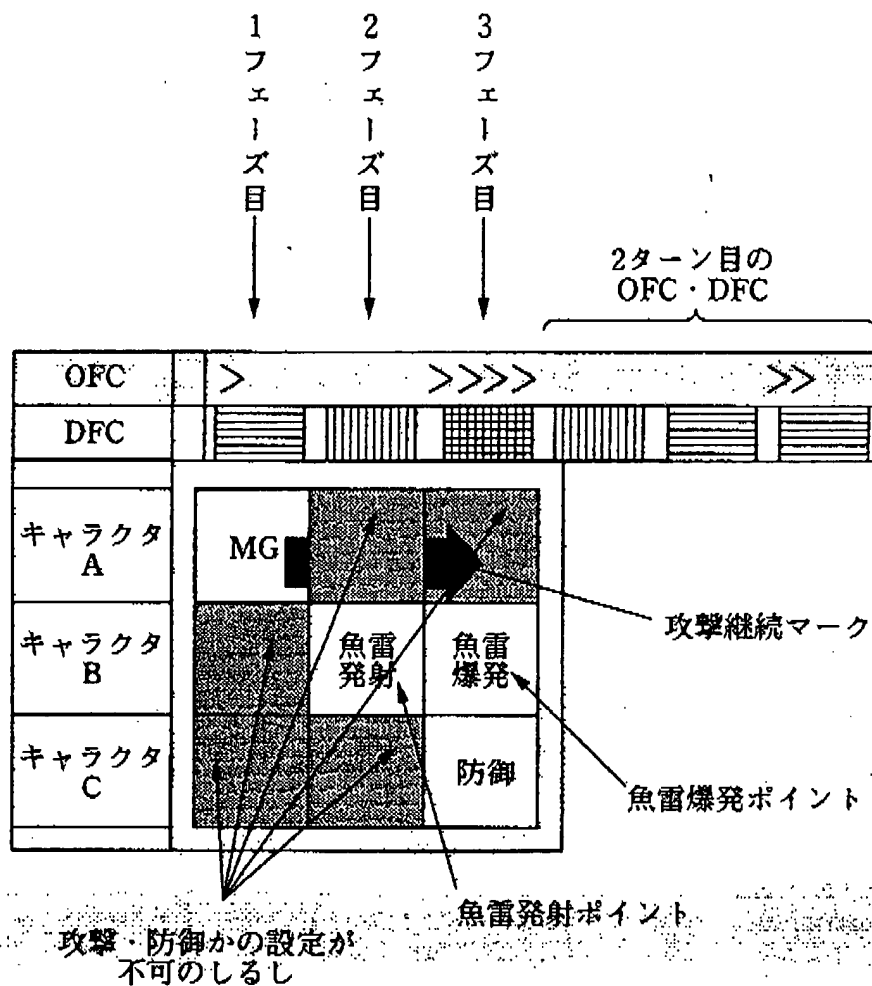 1フェーズ目
2フェーズ目
3フェーズ目
2ターン目の
OFC・DFC
OFC
>
>>>>
>>
DFC
キャラクタ
A
MG
攻撃継続マーク
キャラクタ
B
魚雷
発射
魚雷
爆発
キャラクタ
C
防御
魚雷爆発ポイント
魚雷発射ポイント
攻撃・防御かの設定が
不可のしるし